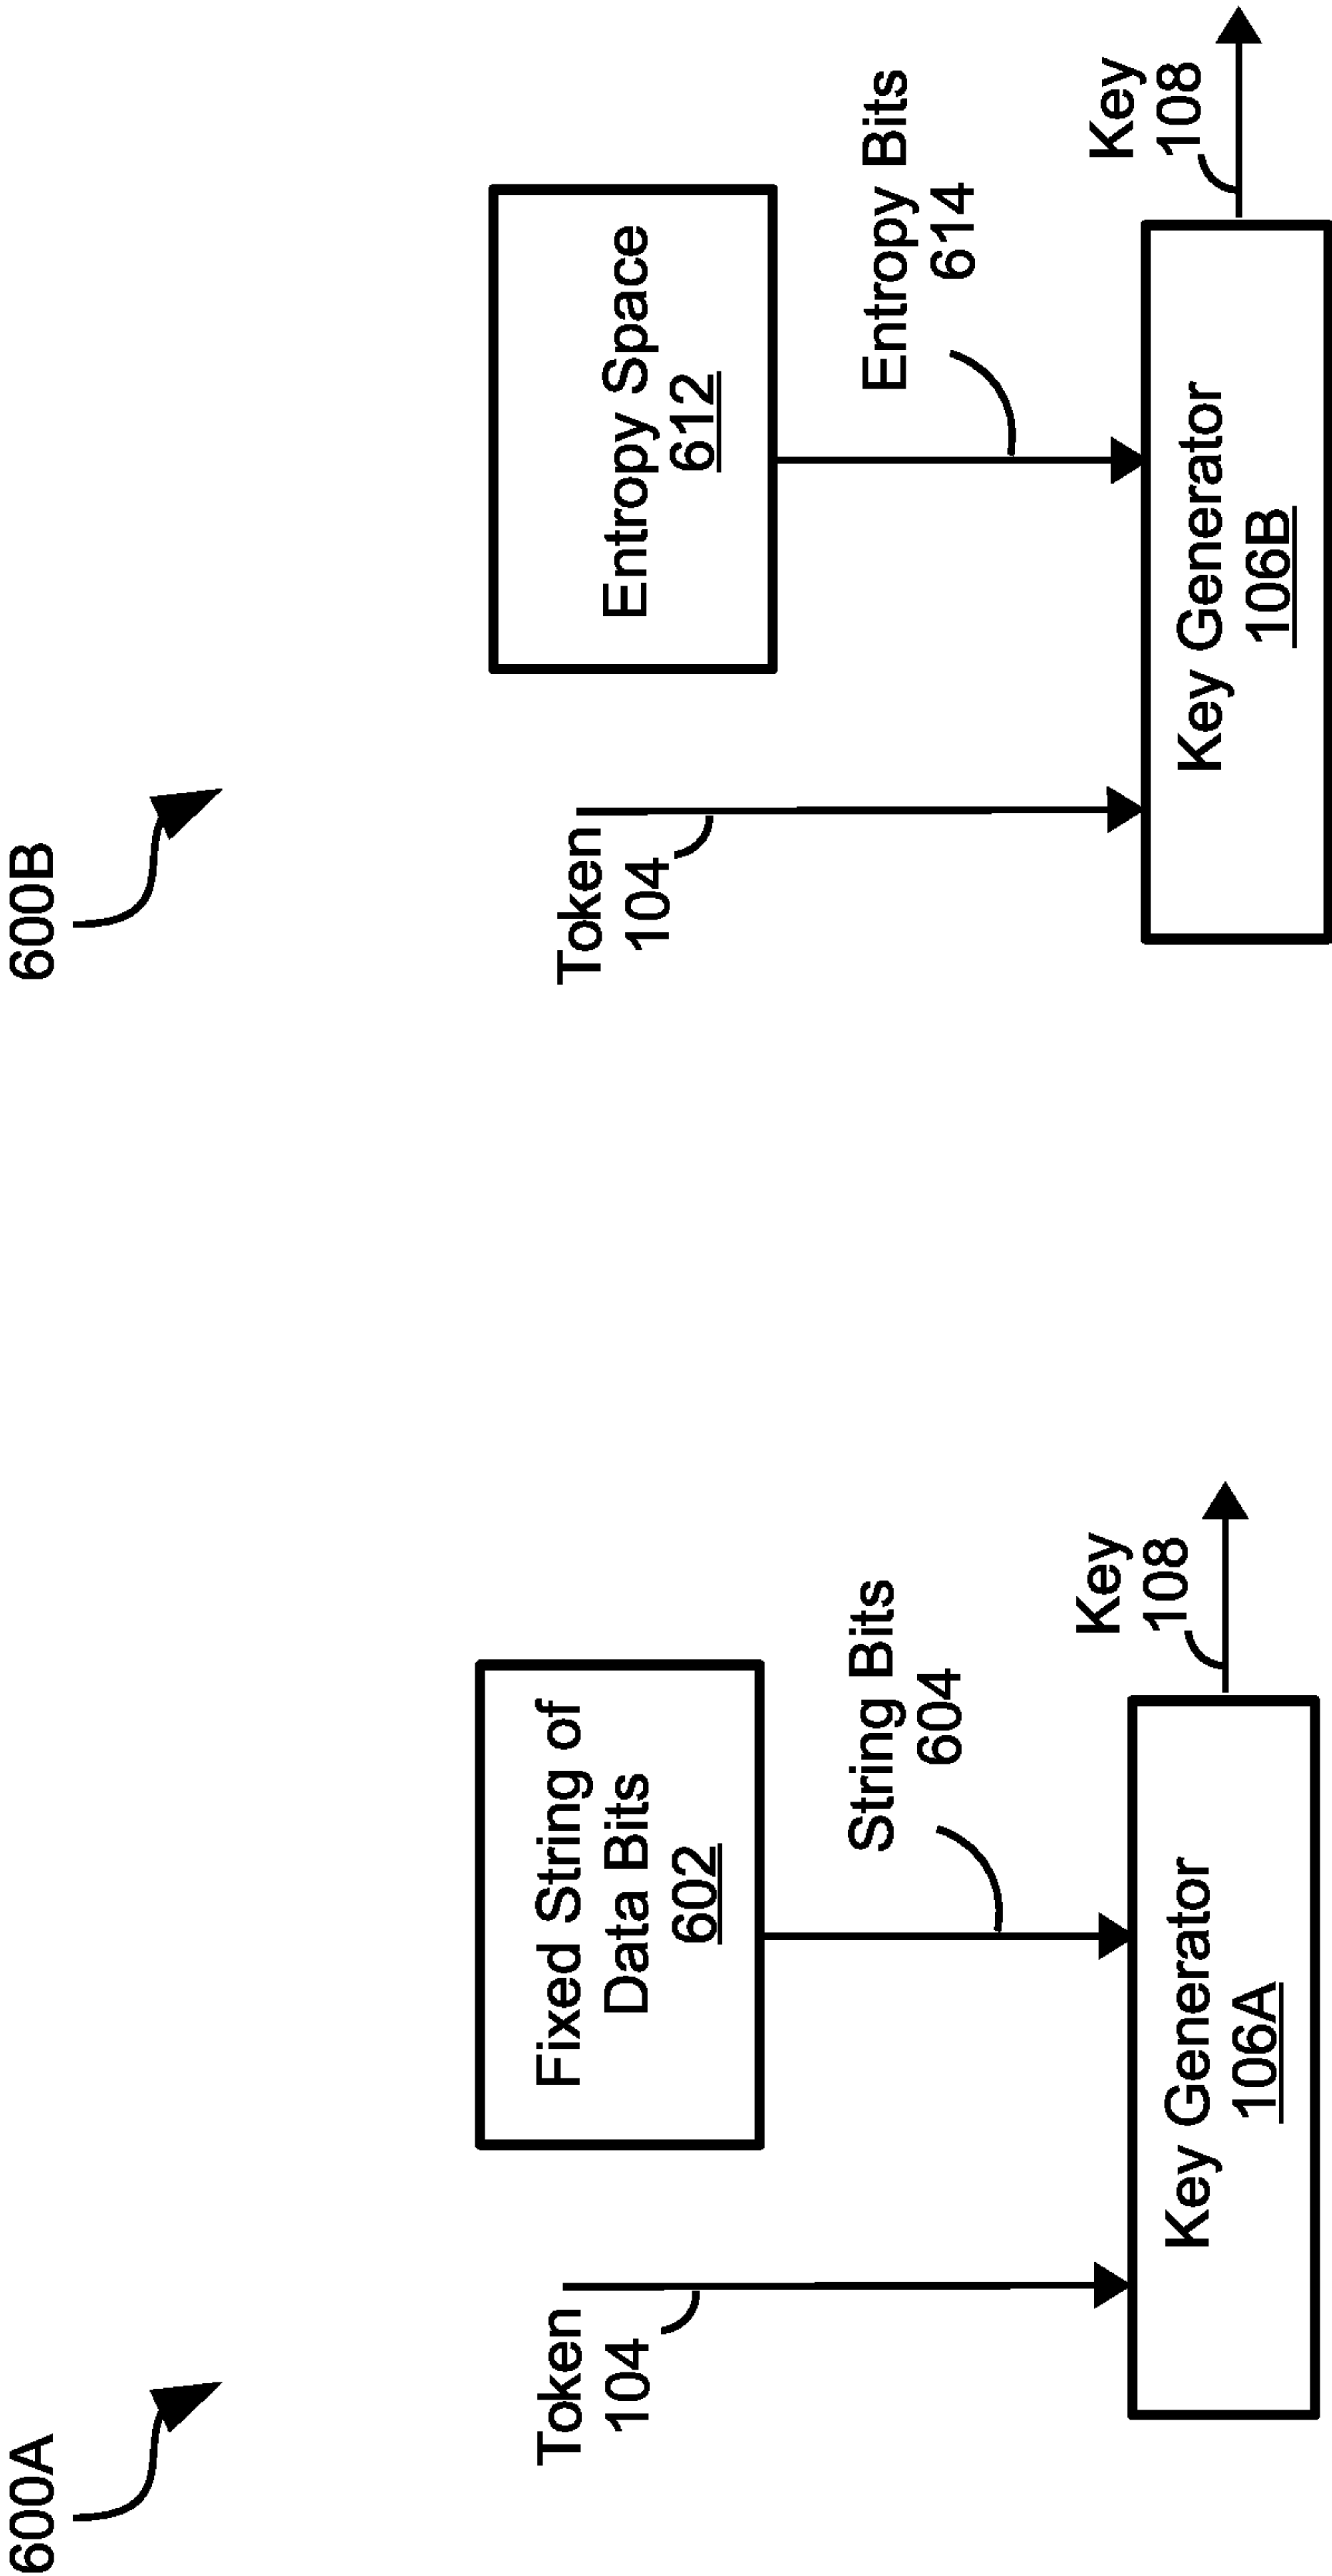 600A
Token
104
Fixed String of
Data Bits
602
String Bits
604
Key Generator
106A
Key
108
600B
Token
104
Entropy Space
612
Entropy Bits
614
Key Generator
106B
Key
108